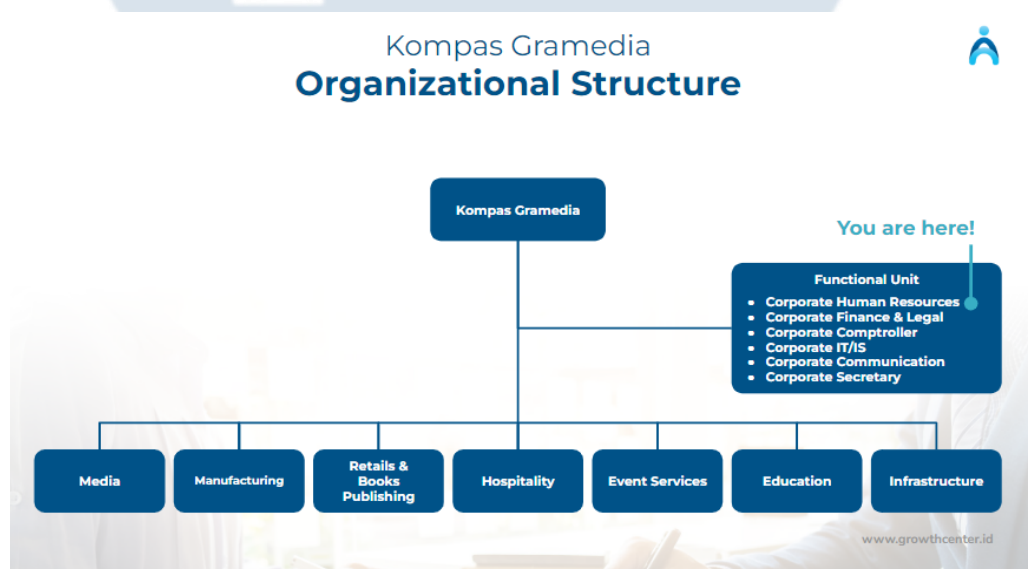 Kompas Gramedia
Organizational Structure
Kompas Gramedia
You are here!
Functional Unit
• Corporate Human Resources
• Corporate Finance & Legal
• Corporate Comptroller
• Corporate IT/IS
• Corporate Communication
• Corporate Secretary
Media
Manufacturing
Retails &
Books
Publishing
Hospitality
Event Services
Education
Infrastructure
www.growthcenter.id